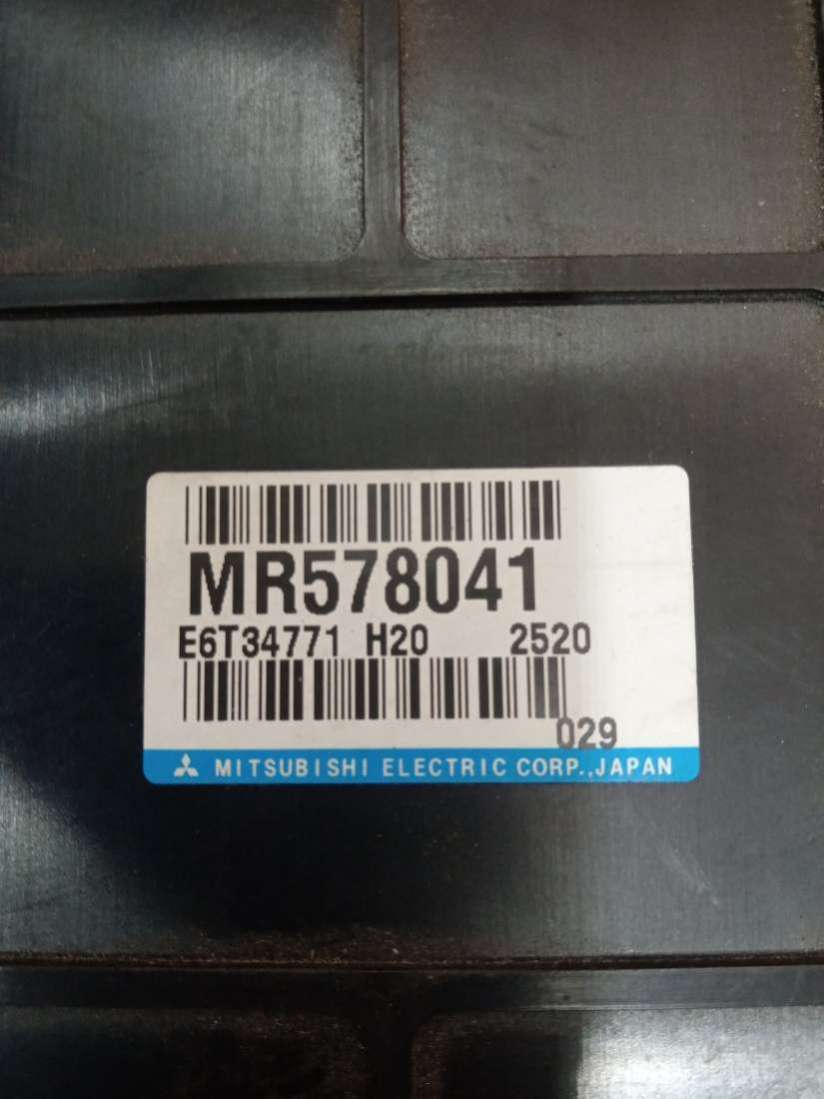 MR578041
E6T34771 H20 2520
029
MITSUBISHI ELECTRIC CORP.,JAPAN